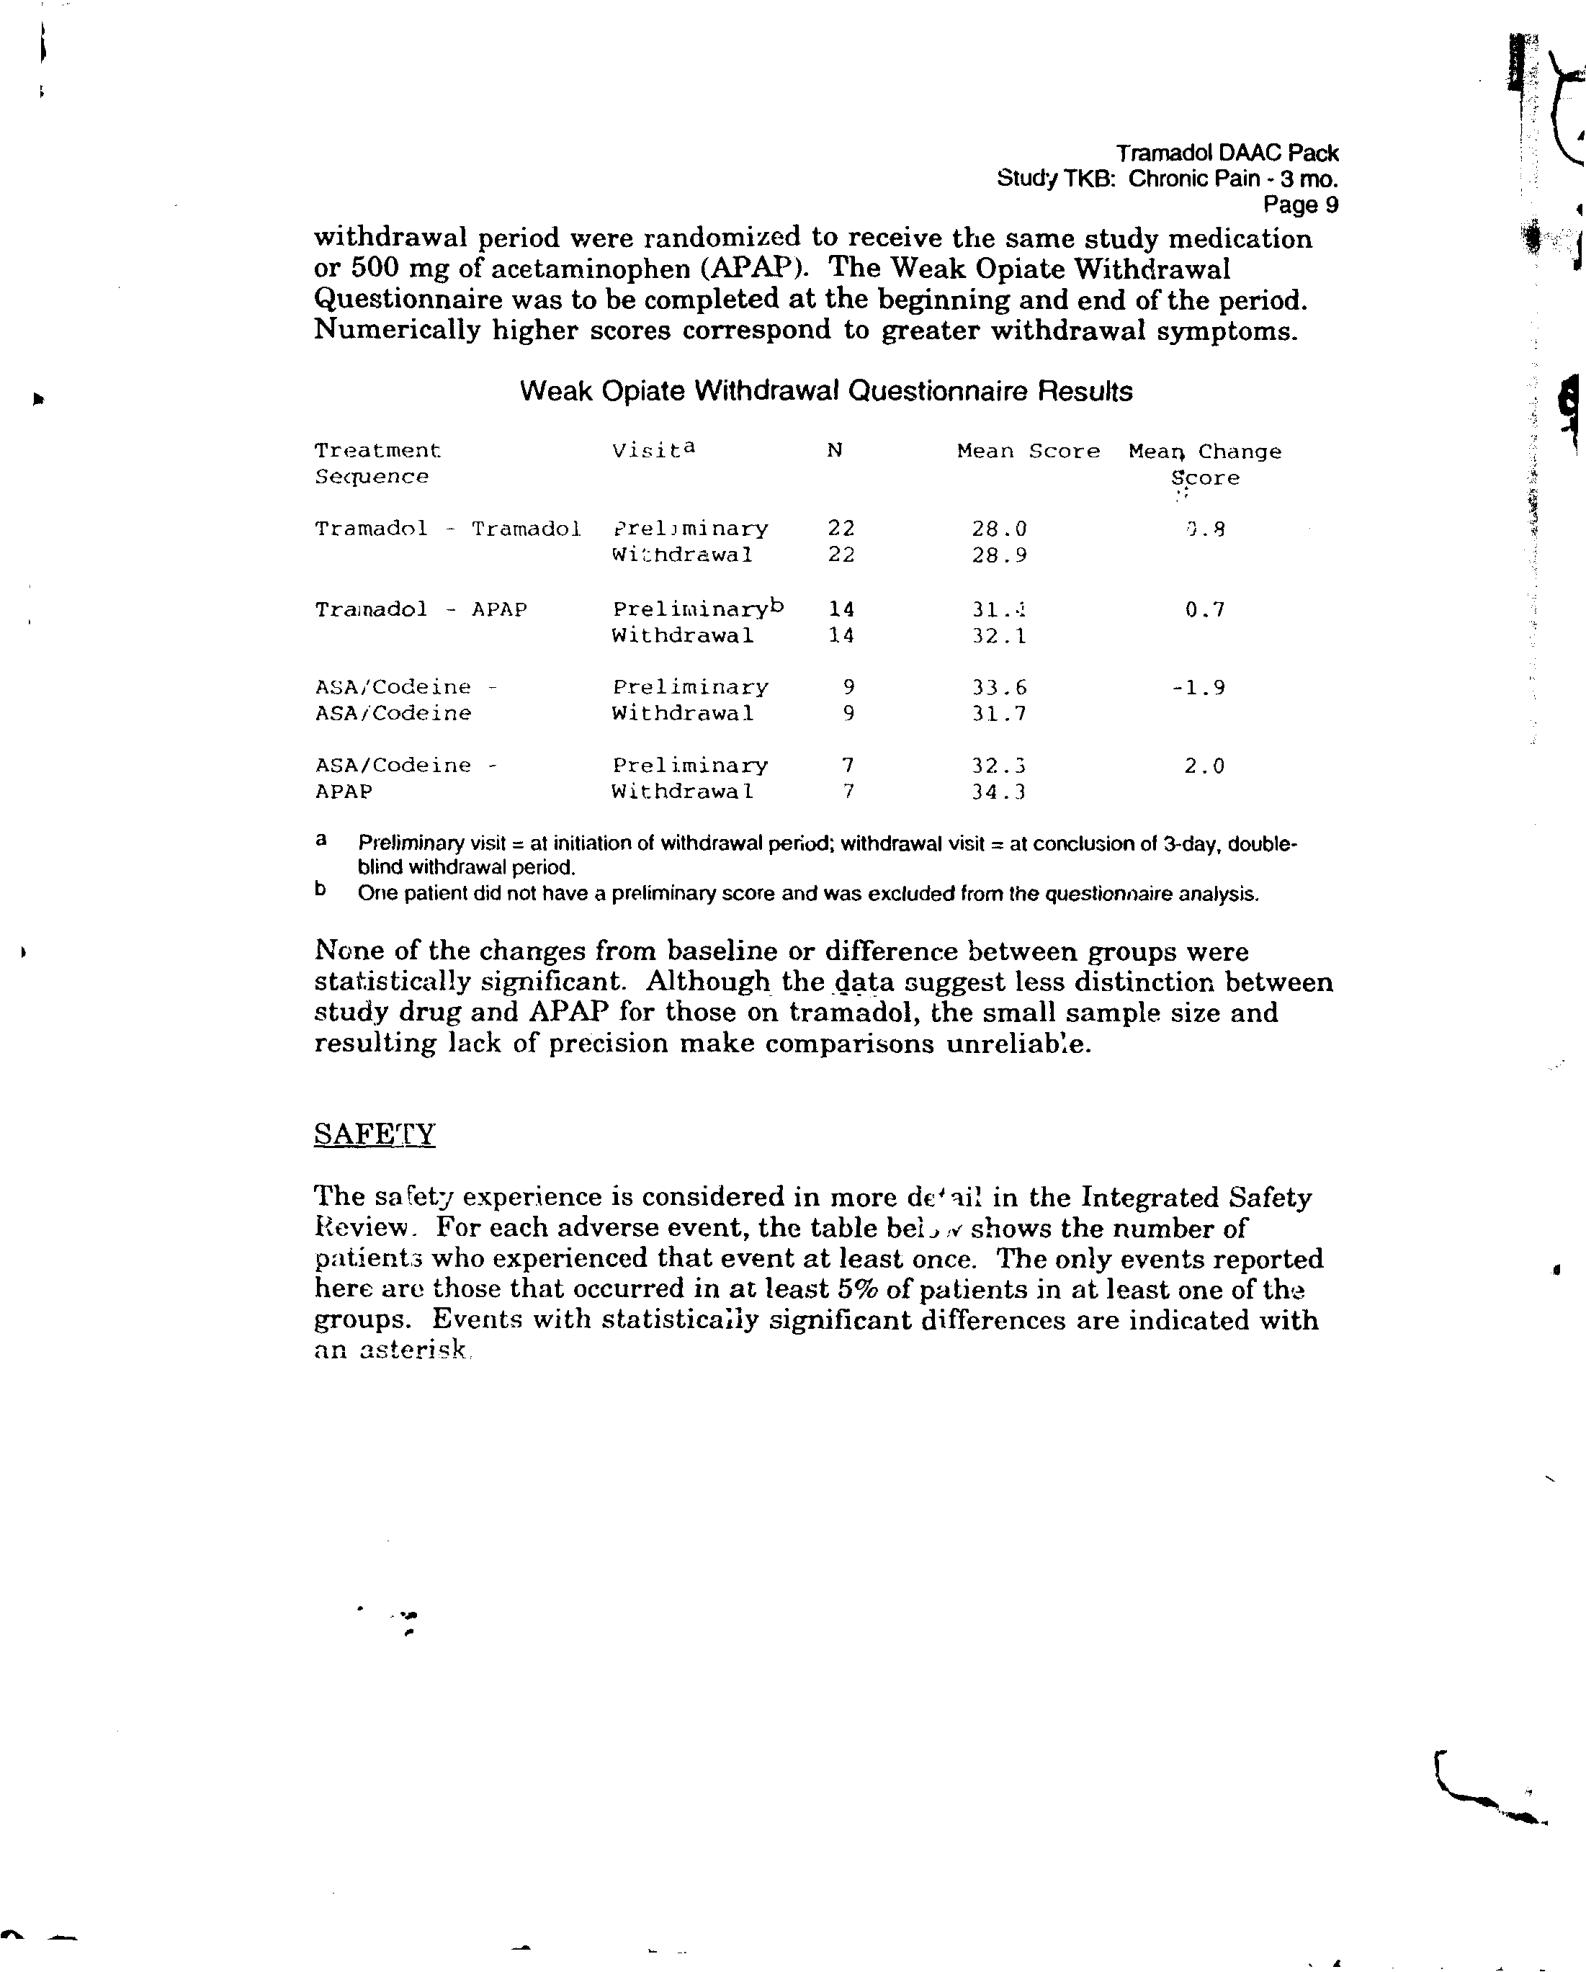 Tramadol DAAC Pack
Study TKB: Chronic Pain - 3 mo.
Page 9
withdrawal period were randomized to receive the same study medication
or 500 mg of acetaminophen (APAP). The Weak Opiate Withdrawal
Questionnaire was to be completed at the beginning and end of the period.
Numerically higher scores correspond to greater withdrawal symptoms.
Weak Opiate Withdrawal Questionnaire Results
Treatment Visita N Mean Score Mean Change
Sequence Score
Tramadol - Tramadol Preliminary 22 28.0 0.8
Withdrawal 22 28.9
Tramadol - APAP Preliminaryb 14 0.7
Withdrawal 14 32.1
ASA/Codeine - Preliminary 9 33.6 -1.9
ASA/Codeine Withdrawal 9 31.7
ASA/Codeine - Preliminary 7 32.3 2.0
APAP Withdrawal 7 34.3
a Preliminary visit = at initiation of withdrawal period; withdrawal visit = at conclusion of 3-day, double-
blind withdrawal period.
b One patient did not have a preliminary score and was excluded from the questionnaire analysis.
None of the changes from baseline or difference between groups were
statistically significant. Although the data suggest less distinction between
study drug and APAP for those on tramadol, the small sample size and
resulting lack of precision make comparisons unreliable.
SAFETY
The safety experience is considered in more detail in the Integrated Safety
Review. For each adverse event, the table below shows the number of
patients who experienced that event at least once. The only events reported
here are those that occurred in at least 5% of patients in at least one of the
groups. Events with statistically significant differences are indicated with
an asterisk.